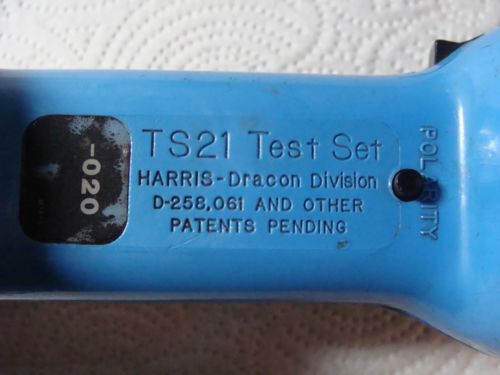 TS21 Test Set
HARRIS-Dracon Division
D-258,061 AND OTHER
PATENTS PENDING
-020
POLARITY